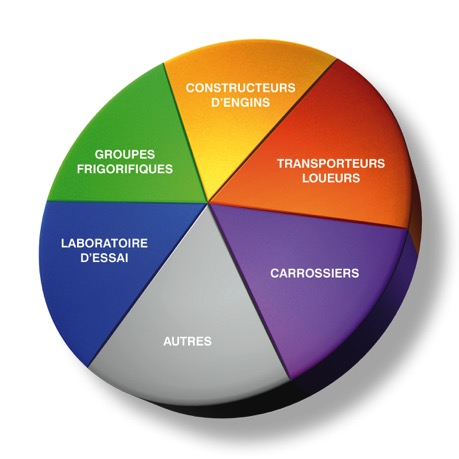 CONSTRUCTEURS
D'ENGINS
GROUPES
FRIGORIFIQUES
TRANSPORTEURS
LOUEURS
LABORATOIRE
D'ESSAI
CARROSSIERS
AUTRES